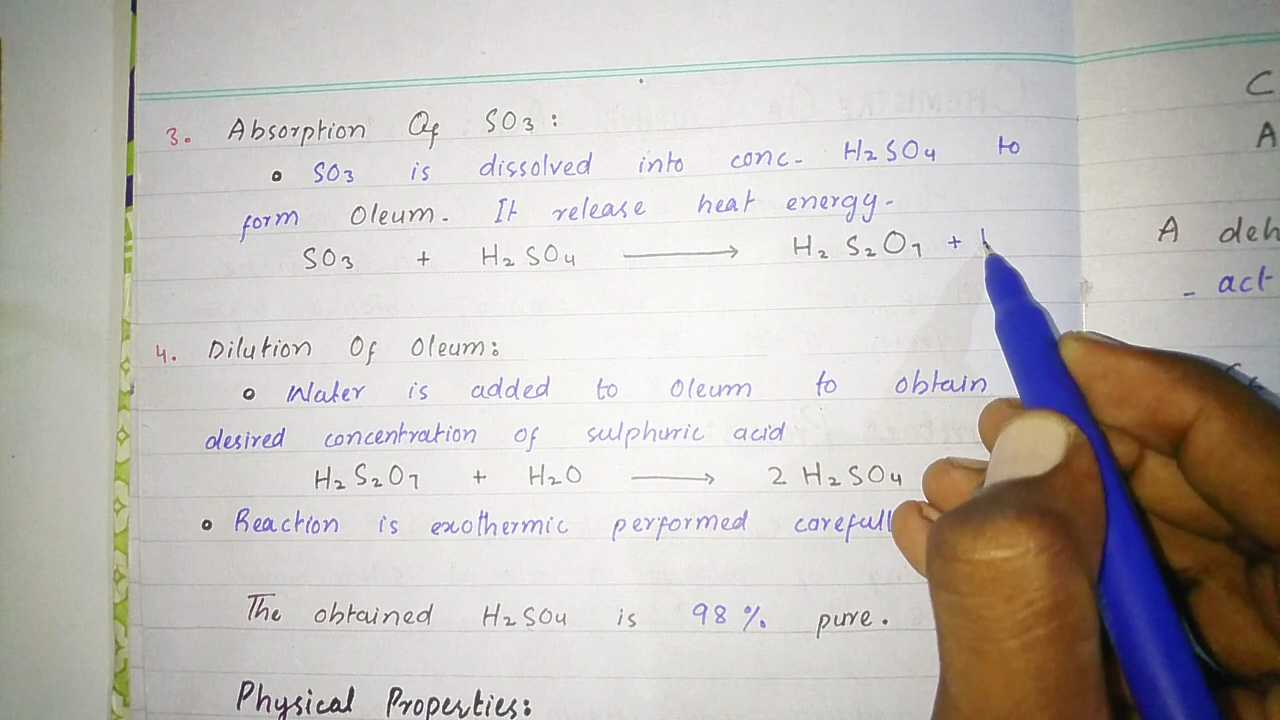 3. Absorption Of SO3:
• SO3 is dissolved into conc- H2SO4 to
form Oleum. It release heat energy.
SO3 + H2SO4 ⟶ H2 S2O7 +
4. Dilution Of Oleum:
• Water is added to Oleum to obtain
desired concentration of sulphuric acid
H2S2O7 + H2O ⟶ 2 H2SO4
• Reaction is exothermic performed carefull
The obtained H2SO4 is 98% pure.
Physical Properties:
C
A
A deh
- act